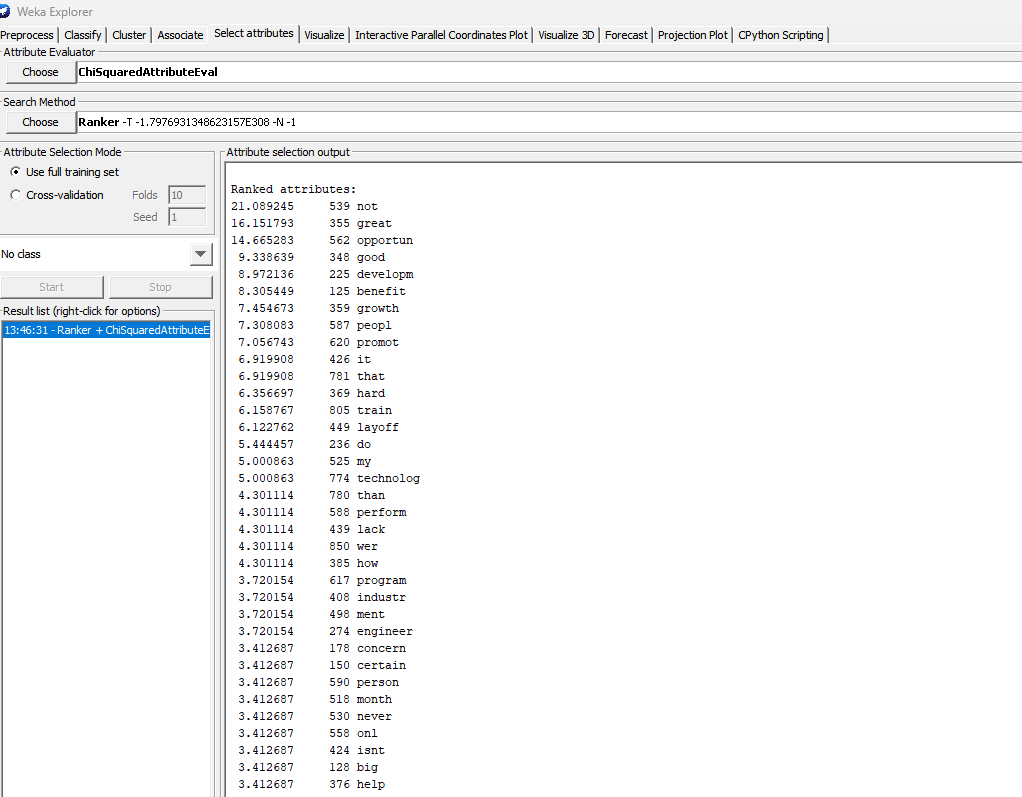 Weka Explorer
Preprocess Classify Cluster Associate Select attributes Visualize Interactive Parallel Coordinates Plot Visualize 3D Forecast Projection Plot CPython Scripting
Attribute Evaluator
Choose ChiSquaredAttributeEval
Search Method
Choose Ranker -T -1.7976931348623157E308 -N -1
Attribute Selection Mode
Use full training set
Cross-validation Folds 10
Seed 1
No class
Start Stop
Result list (right-click for options)
13:46:31 - Ranker + ChiSquaredAttributeE
Attribute selection output
Ranked attributes:
21.089245 539 not
16.151793 355 great
14.665283 562 opportun
9.338639 348 good
8.972136 225 developm
8.305449 125 benefit
7.454673 359 growth
7.308083 587 peopl
7.056743 620 promot
6.919908 426 it
6.919908 781 that
6.356697 369 hard
6.158767 805 train
6.122762 449 layoff
5.444457 236 do
5.000863 525 my
5.000863 774 technolog
4.301114 780 than
4.301114 588 perform
4.301114 439 lack
4.301114 850 wer
4.301114 385 how
3.720154 617 program
3.720154 408 industr
3.720154 498 ment
3.720154 274 engineer
3.412687 178 concern
3.412687 150 certain
3.412687 590 person
3.412687 518 month
3.412687 530 never
3.412687 558 onl
3.412687 424 isnt
3.412687 128 big
3.412687 376 help